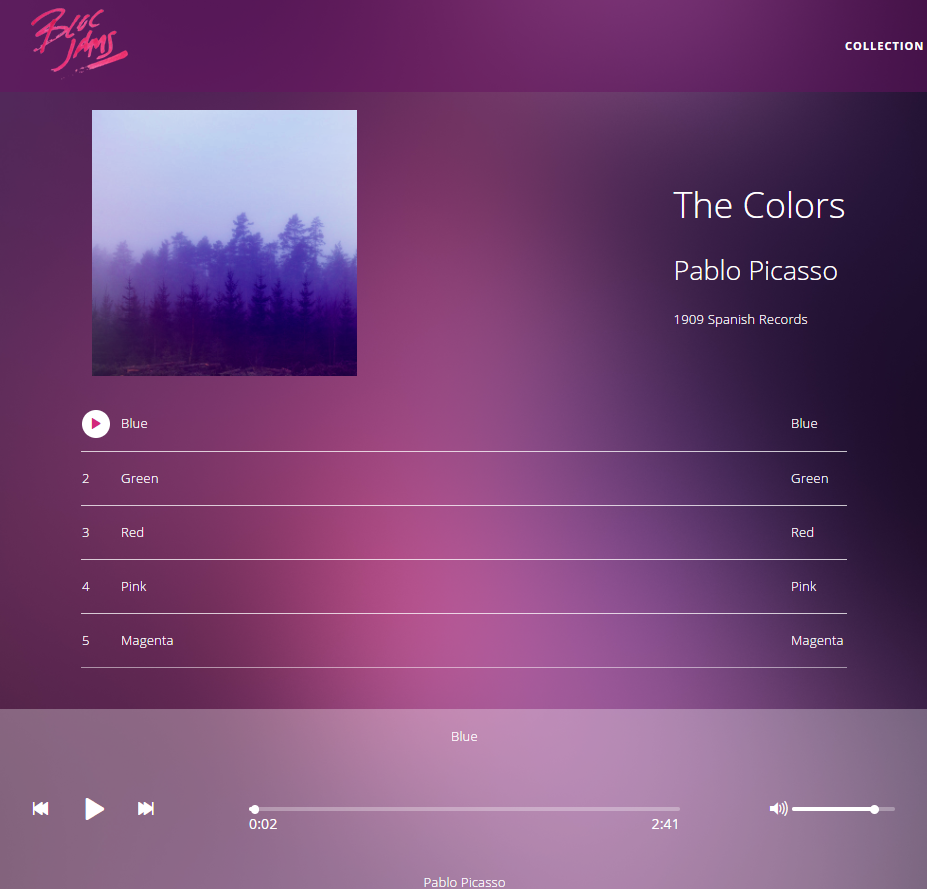 Bloc
Jams
COLLECTION
The Colors
Pablo Picasso
1909 Spanish Records
Blue Blue
2 Green Green
3 Red Red
4 Pink Pink
5 Magenta Magenta
Blue
0:02 2:41
Pablo Picasso